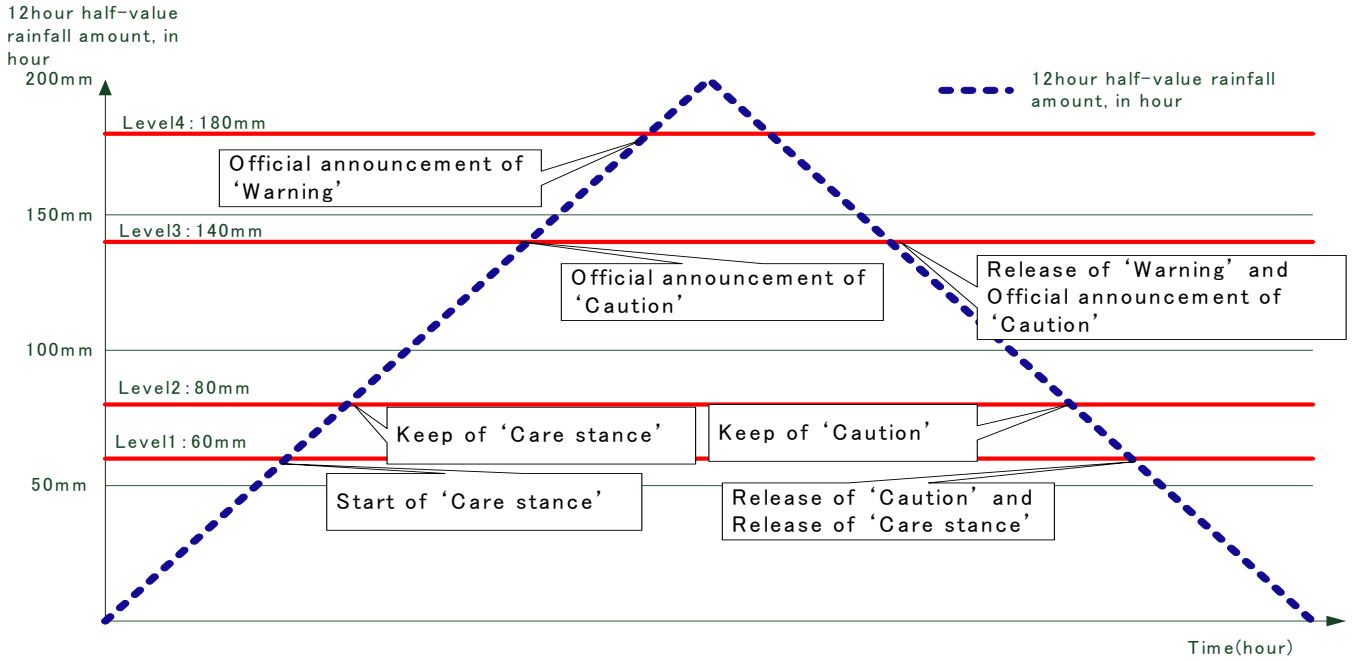 12hour half-value
rainfall amount, in
hour
200mm
12hour half-value rainfall
amount, in hour
Level4:180mm
Official announcement of
‘Warning’
150mm
Level3:140mm
Official announcement of
‘Caution’
Release of ‘Warning’ and
Official announcement of
‘Caution’
100mm
Level2:80mm
Keep of ‘Care stance’
Keep of ‘Caution’
Level1:60mm
50mm
Start of ‘Care stance’
Release of ‘Caution’ and
Release of ‘Care stance’
Time(hour)